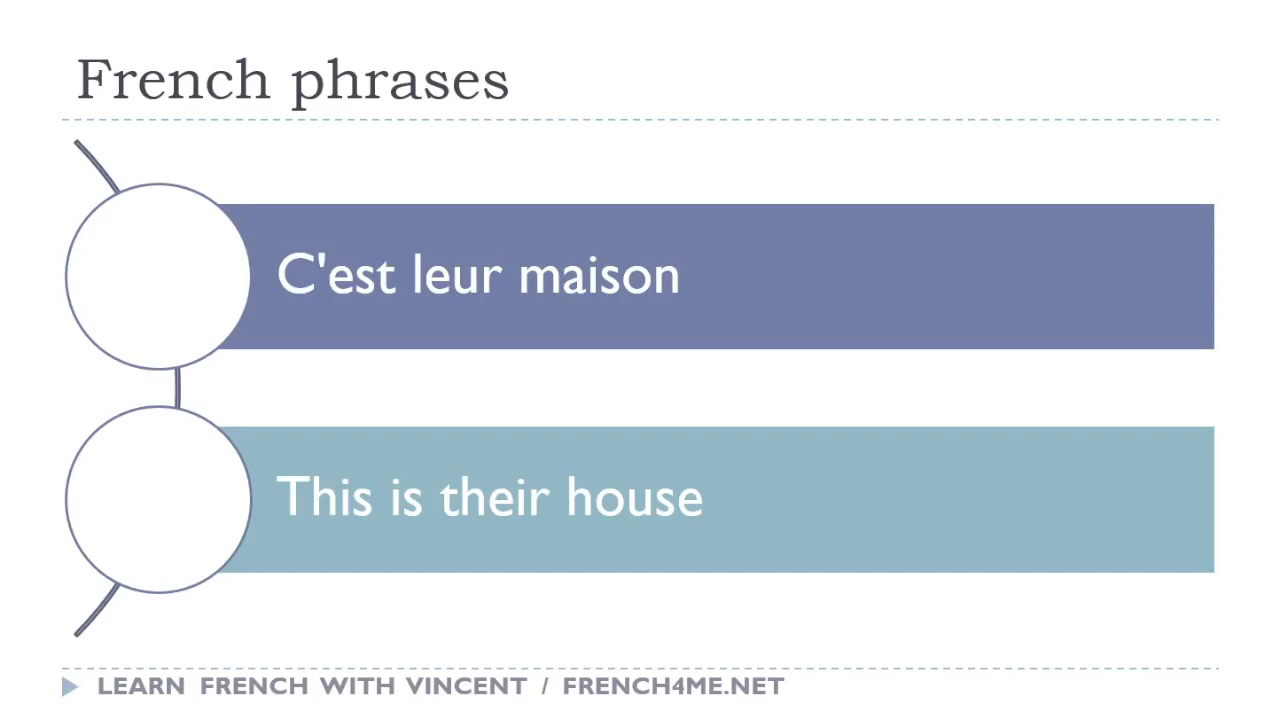 French phrases
C'est leur maison
This is their house
LEARN FRENCH WITH VINCENT / FRENCH4ME.NET